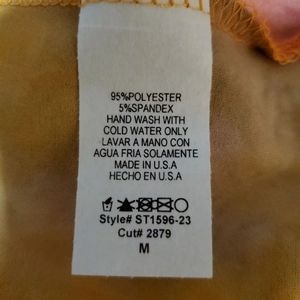 95%POLYESTER
5%SPANDEX
HAND WASH WITH
COLD WATER ONLY
LAVAR A MANO CON
AGUA FRIA SOLAMENTE
MADE IN U.S.A
HECHO EN U.S.A
Style# ST1596-23
Cut# 2879
M